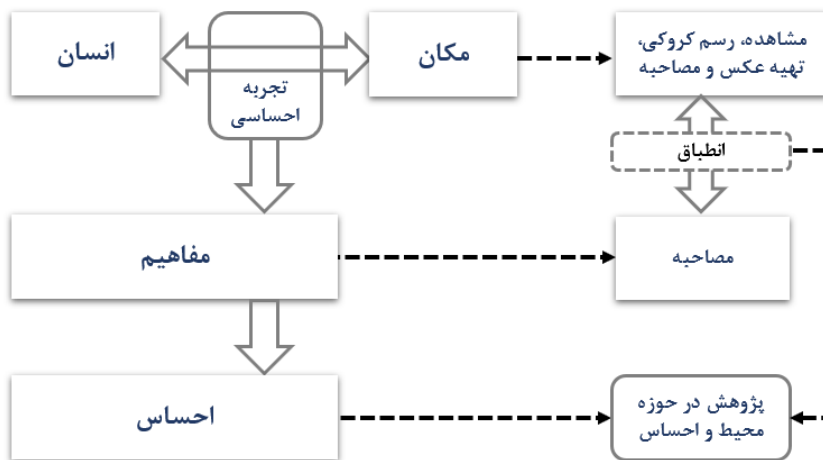 انسان
مکان
تجربه
احساسی
مشاهده، رسم کروکی،
تهیه عکس و مصاحبه
انطباق
مفاهیم
مصاحبه
احساس
پژوهش در حوزه
محیط و احساس